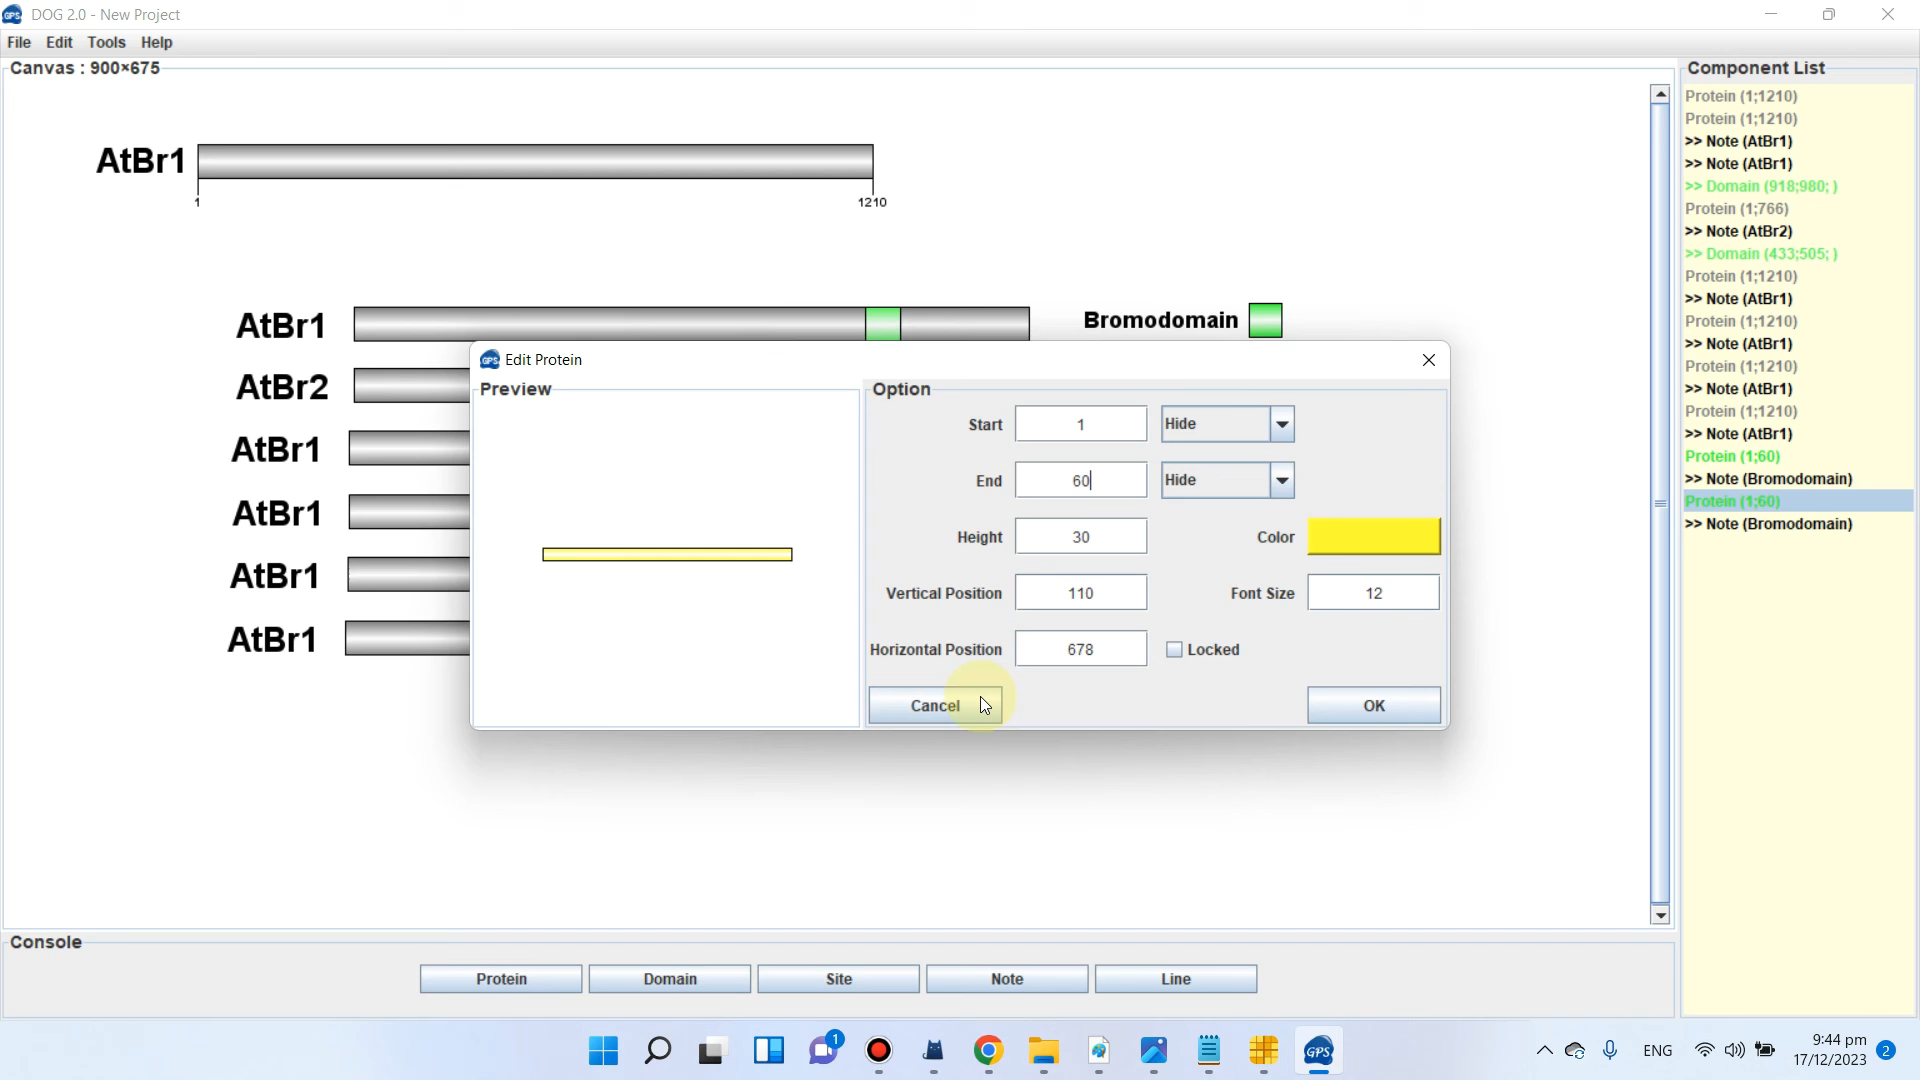 DOG 2.0 - New Project
File Edit Tools Help
Canvas : 900×675
AtBr1
1
1210
AtBr1
Bromodomain
AtBr2
AtBr1
AtBr1
AtBr1
AtBr1
GPS Edit Protein
Preview
Option
Start 1 Hide
End 60 Hide
Height 30 Color
Vertical Position 110 Font Size 12
Horizontal Position 678 Locked
Cancel OK
Component List
Protein (1;1210)
Protein (1;1210)
>> Note (AtBr1)
>> Note (AtBr1)
>> Domain (918;980; )
Protein (1;766)
>> Note (AtBr2)
>> Domain (433;505; )
Protein (1;1210)
>> Note (AtBr1)
Protein (1;1210)
>> Note (AtBr1)
Protein (1;1210)
>> Note (AtBr1)
Protein (1;1210)
>> Note (AtBr1)
Protein (1;60)
>> Note (Bromodomain)
Protein (1;60)
>> Note (Bromodomain)
Console
Protein Domain Site Note Line
1
GPS
ENG
9:44 pm
17/12/2023
2